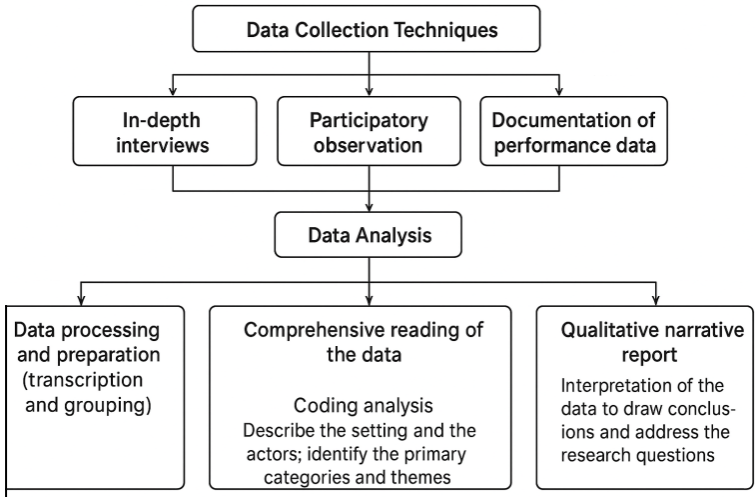 Data Collection Techniques
In-depth
interviews
Participatory
observation
Documentation of
performance data
Data Analysis
Data processing
and preparation
(transcription
and grouping)
Comprehensive reading of
the data
Coding analysis
Describe the setting and the
actors; identify the primary
categories and themes
Qualitative narrative
report
Interpretation of the
data to draw conclus-
ions and address the
research questions